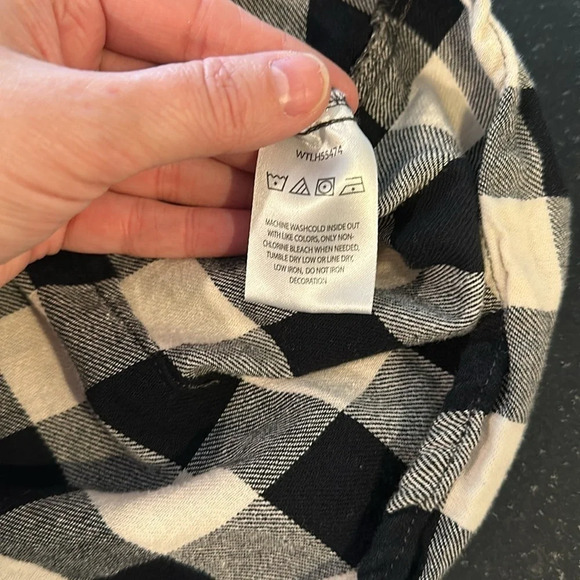 WTLH55474
MACHINE WASHCOLD INSIDE OUT
WITH LIKE COLORS, ONLY NON-
CHLORINE BLEACH WHEN NEEDED,
TUMBLE DRY LOW OR LINE DRY,
LOW IRON, DO NOT IRON
DECORATION